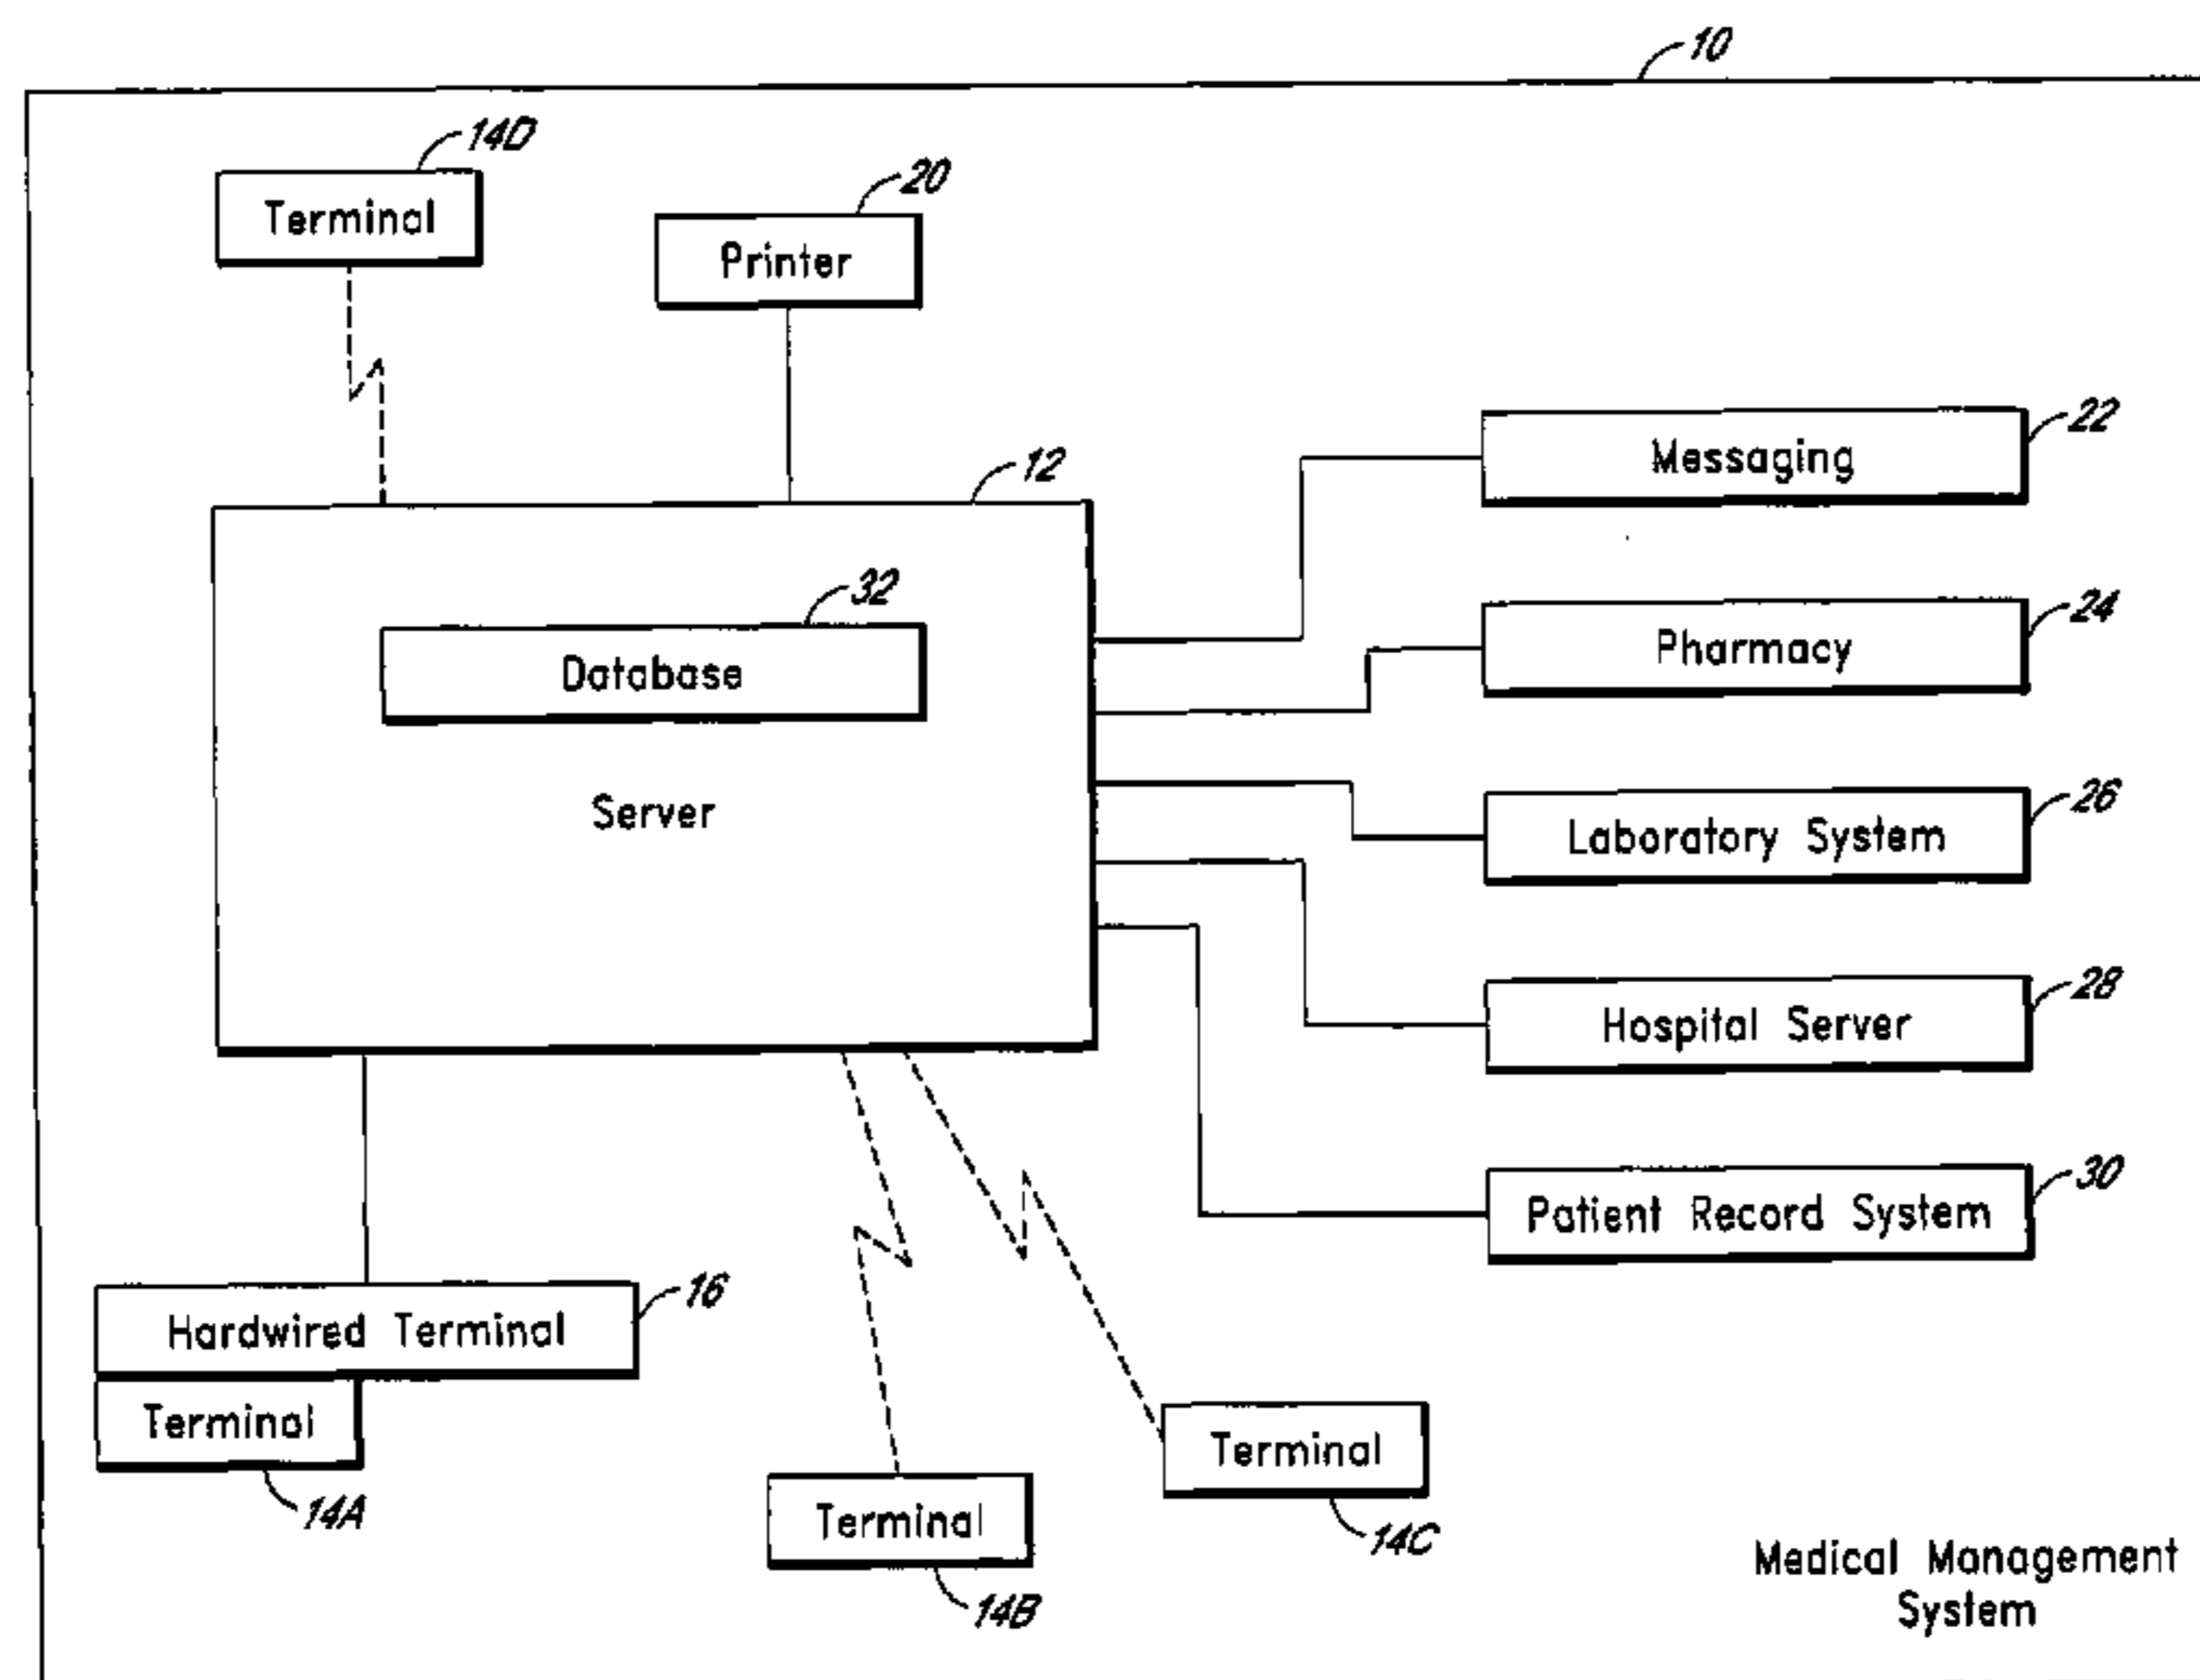 10
14D
Terminal
20
Printer
12
22
Messaging
32
Database
24
Pharmacy
Server
26
Laboratory System
28
Hospital Server
30
Patient Record System
16
Hardwired Terminal
Terminal
14A
Terminal
14C
Terminal
14B
Medical Management
System